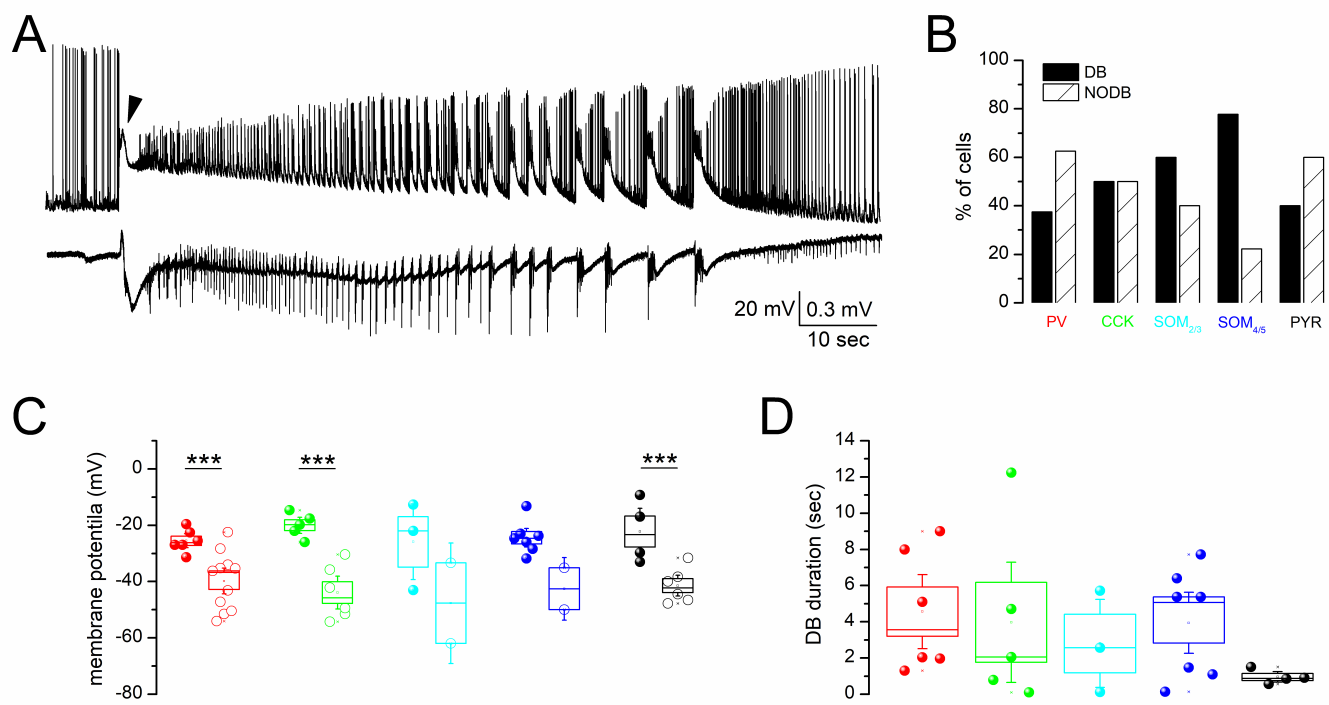 A
20 mV
0.3 mV
10 sec
B
% of cells
100
80
60
40
20
0
DB
NODB
PV
CCK
SOM2/3
SOM4/5
PYR
C
membrane potentila (mV)
0
-20
-40
-60
-80
***
***
***
D
DB duration (sec)
14
12
10
8
6
4
2
0